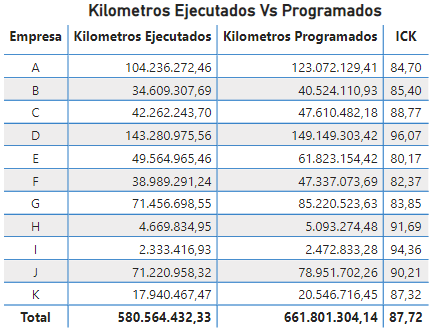 Kilometros Ejecutados Vs Programados
Empresa Kilometros Ejecutados Kilometros Programados ICK
A 104.236.272,46 123.072.129,41 84,70
B 34.609.307,69 40.524.110,93 85,40
C 42.262.243,70 47.610.482,18 88,77
D 143.280.975,56 149.149.303,42 96,07
E 49.564.965,46 61.823.154,42 80,17
F 38.989.291,24 47.337.073,69 82,37
G 71.456.698,55 85.220.523,63 83,85
H 4.669.834,95 5.093.274,48 91,69
I 2.333.416,93 2.472.833,28 94,36
J 71.220.958,32 78.951.702,26 90,21
K 17.940.467,47 20.546.716,45 87,32
Total 580.564.432,33 661.801.304,14 87,72